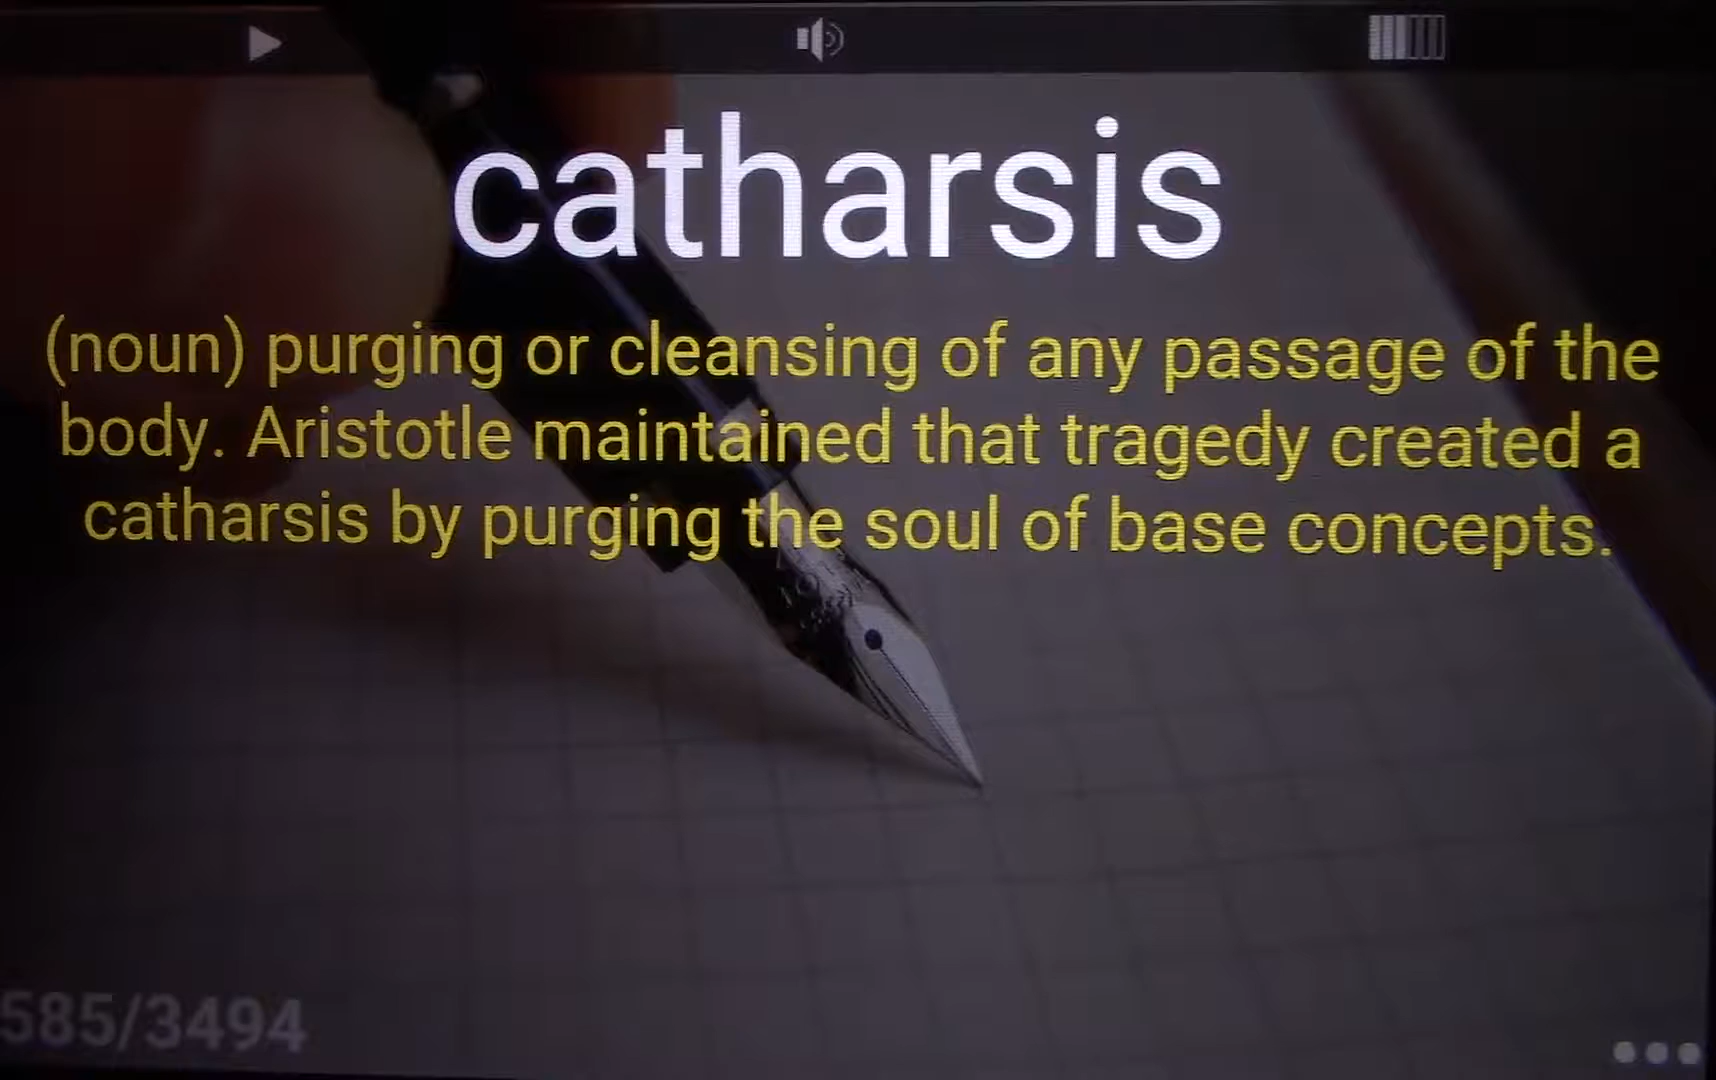 catharsis
(noun) purging or cleansing of any passage of the
body. Aristotle maintained that tragedy created a
catharsis by purging the soul of base concepts.
585/3494